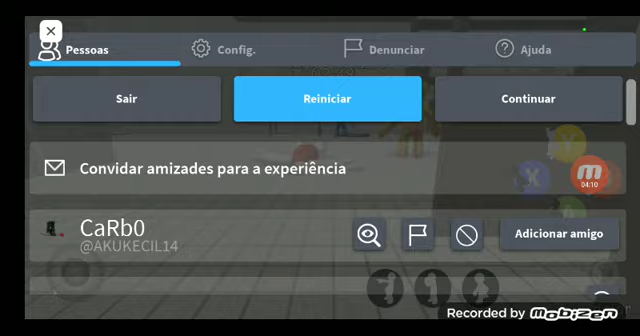 Pessoas
Config.
Denunciar
Ajuda
Sair
Reiniciar
Continuar
Convidar amizades para a experiência
X
Y
A
04:10
CaRb0
@AKUKECIL14
Adicionar amigo
Recorded by Mobizen